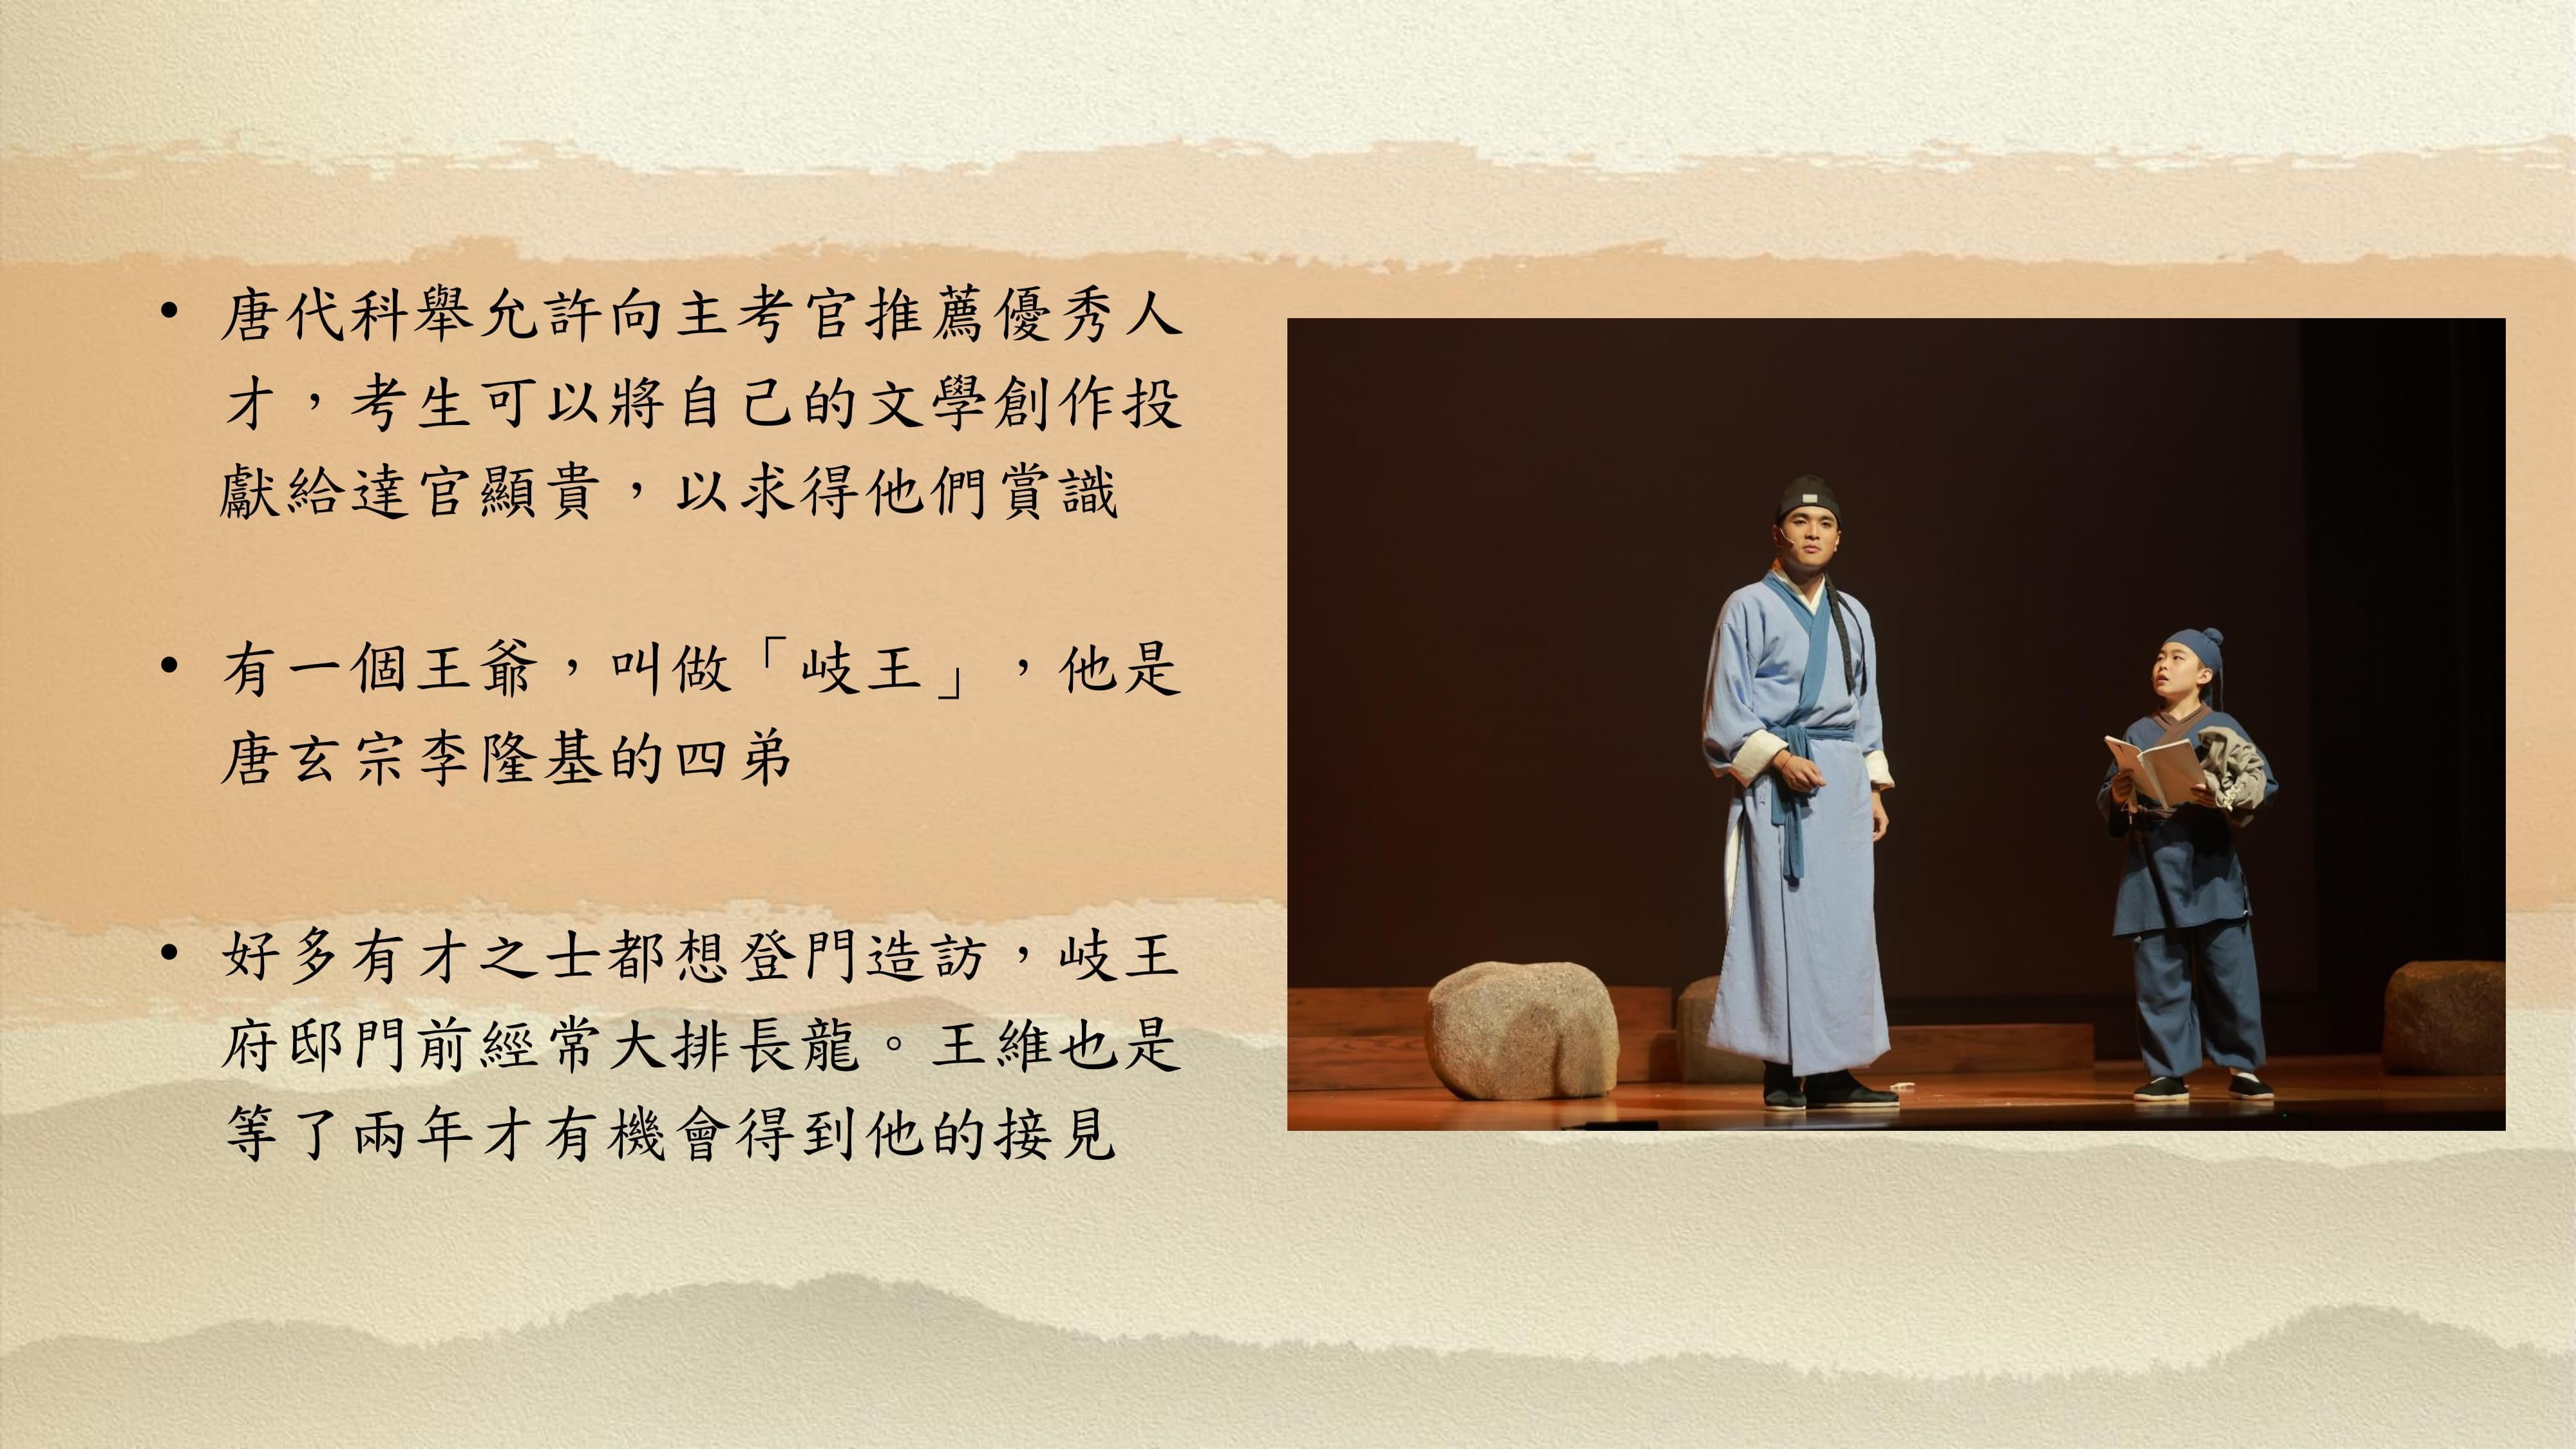 • 唐代科舉允許向主考官推薦優秀人
才，考生可以將自己的文學創作投
獻給達官顯貴，以求得他們賞識
• 有一個王爺，叫做「岐王」，他是
唐玄宗李隆基的四弟
• 好多有才之士都想登門造訪，岐王
府邸門前經常大排長龍。王維也是
等了兩年才有機會得到他的接見